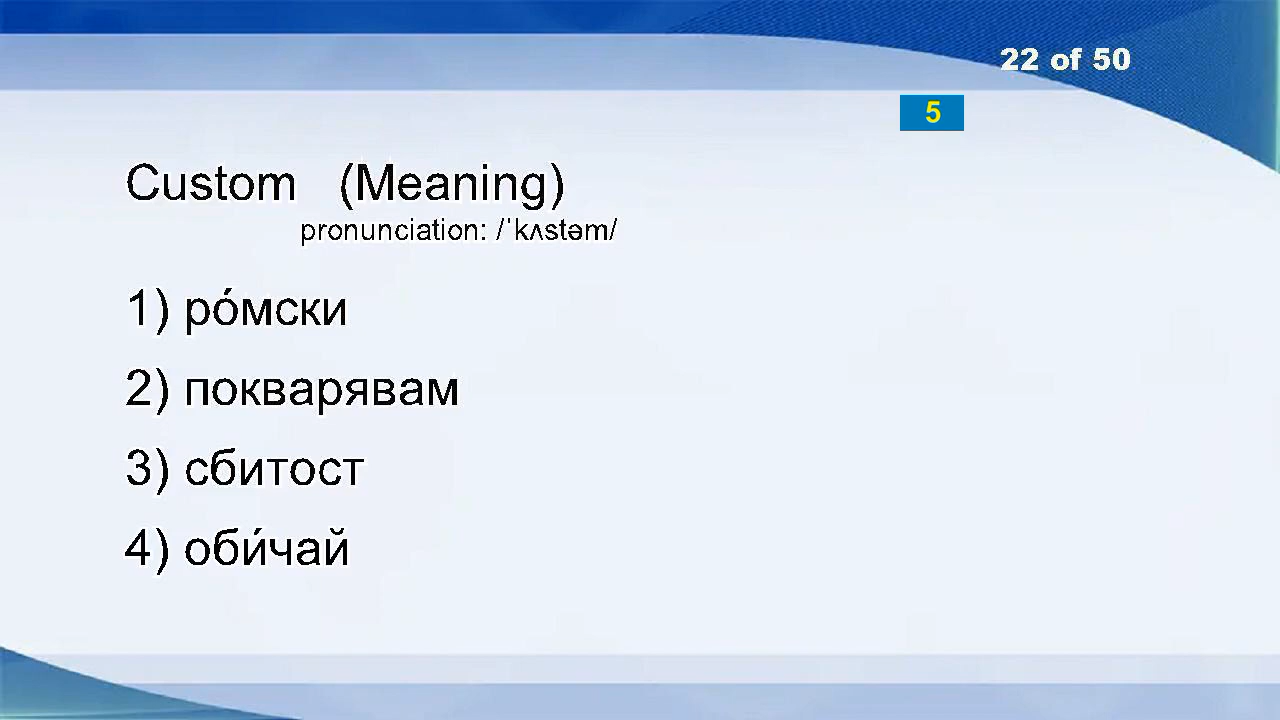 22 of 50
5
Custom (Meaning)
pronunciation: /ˈkʌstəm/
1) ро́мски
2) покварявам
3) сбитост
4) оби́чай